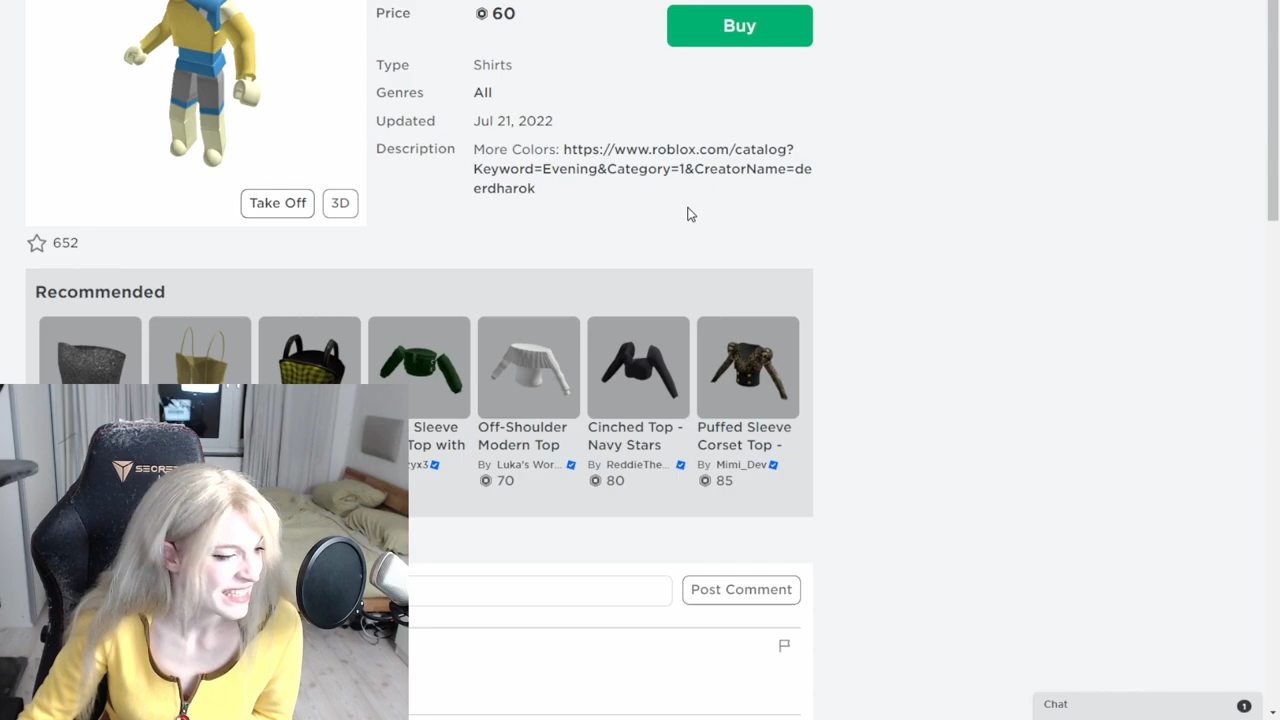 Price 60
Buy
Type Shirts
Genres All
Updated Jul 21, 2022
Description More Colors: https://www.roblox.com/catalog?
Keyword=Evening&Category=1&CreatorName=de
erdharok
Take Off 3D
652
Recommended
Sleeve
Top with
yx3
Off-Shoulder
Modern Top
By Luka's Wor...
70
Cinched Top -
Navy Stars
By ReddieThe...
80
Puffed Sleeve
Corset Top -
By Mimi_Dev
85
SECRE
Post Comment
Chat 1